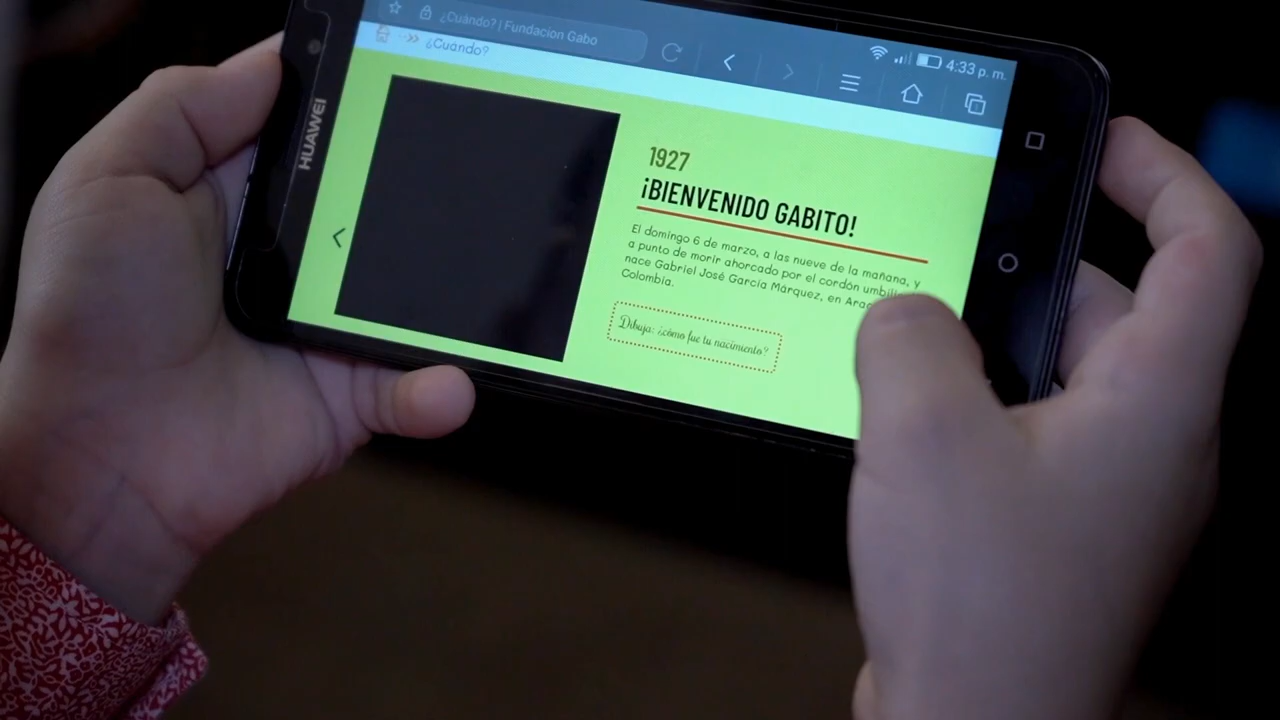 ¿Cuándo? | Fundacion Gabo
4:33 p. m.
¿Cuándo?
HUAWEI
1927
¡BIENVENIDO GABITO!
El domingo 6 de marzo, a las nueve de la mañana, y
a punto de morir ahorcado por el cordón
nace Gabriel José García Márquez, en
Colombia.
Dibuja: ¿cómo fue tu nacimiento?